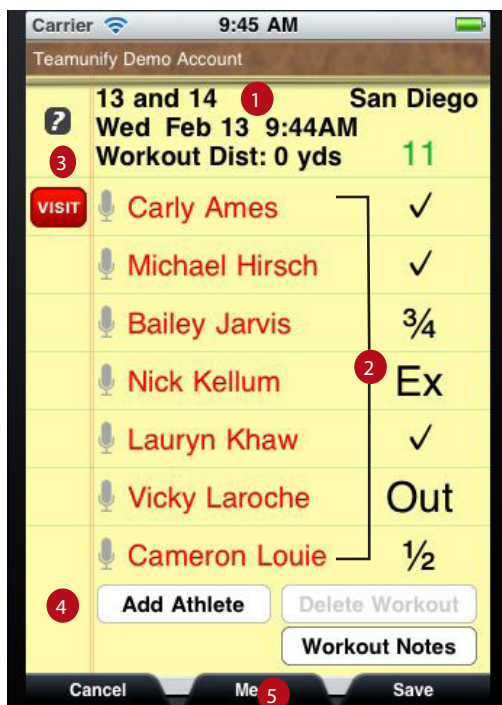 Carrier 9:45 AM
Teamunify Demo Account
13 and 14 1 San Diego
? Wed Feb 13 9:44AM
3 Workout Dist: 0 yds 11
VISIT Carly Ames ✓
Michael Hirsch ✓
Bailey Jarvis ¾
2
Nick Kellum Ex
Lauryn Khaw ✓
Vicky Laroche Out
Cameron Louie ½
4 Add Athlete Delete Workout
Workout Notes
Cancel Me 5 Save